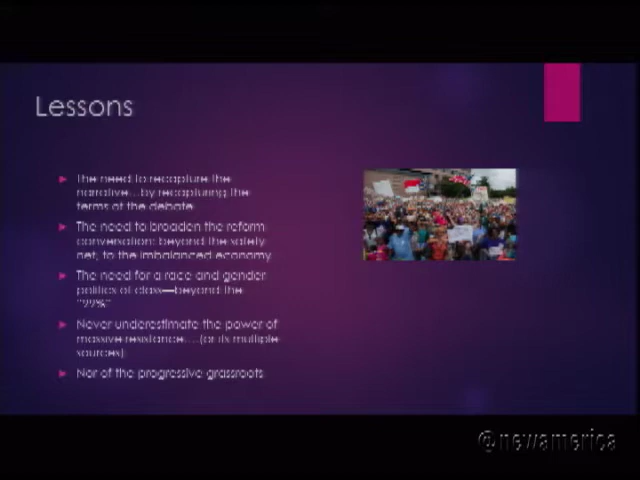 Lessons
The need to recapture the
narrative...by recapturing the
terms of the debate
The need to broaden the reform
conversation: beyond the safety
net, to the imbalanced economy
The need for a race and gender
politics of class—beyond the
"99%"
Never underestimate the power of
massive resistance....(or its multiple
sources)
Nor of the progressive grassroots
@newamerica